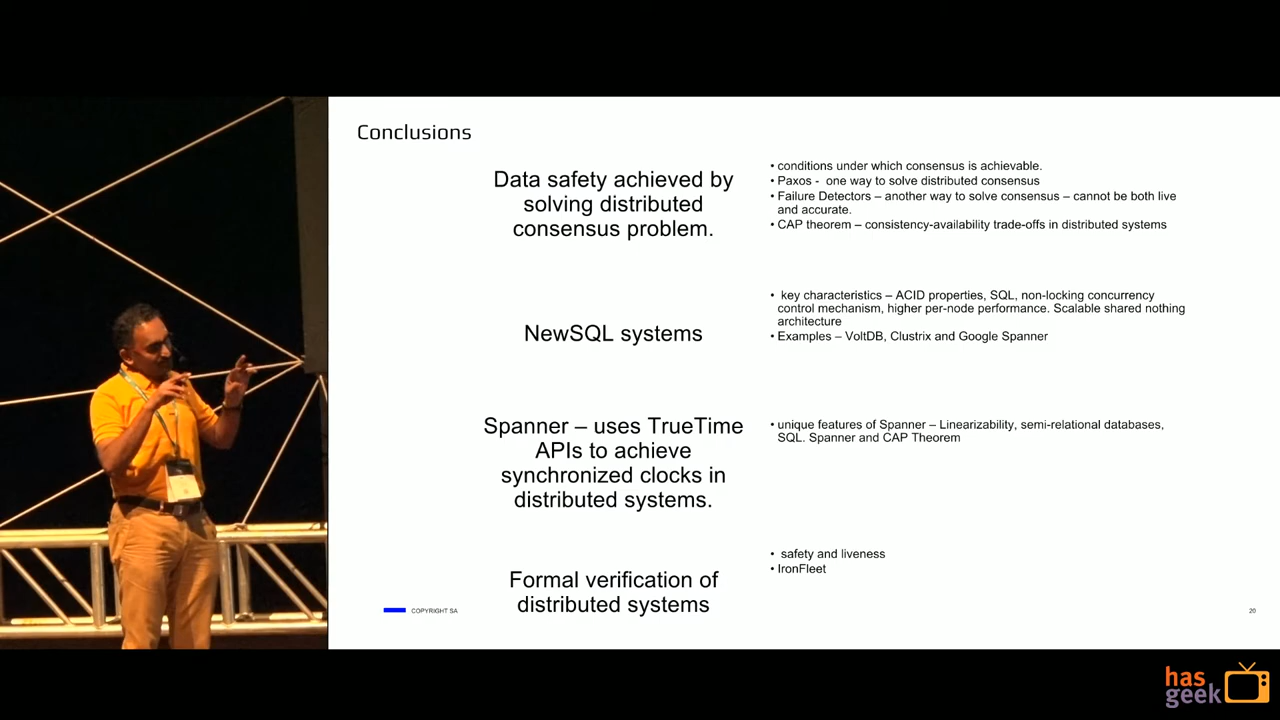 Conclusions
Data safety achieved by
solving distributed
consensus problem.
• conditions under which consensus is achievable.
• Paxos - one way to solve distributed consensus
• Failure Detectors – another way to solve consensus – cannot be both live
and accurate.
• CAP theorem – consistency-availability trade-offs in distributed systems
NewSQL systems
• key characteristics – ACID properties, SQL, non-locking concurrency
control mechanism, higher per-node performance. Scalable shared nothing
architecture
• Examples – VoltDB, Clustrix and Google Spanner
Spanner – uses TrueTime
APIs to achieve
synchronized clocks in
distributed systems.
• unique features of Spanner – Linearizability, semi-relational databases,
SQL. Spanner and CAP Theorem
Formal verification of
distributed systems
• safety and liveness
• IronFleet
COPYRIGHT SA
20
has
geek